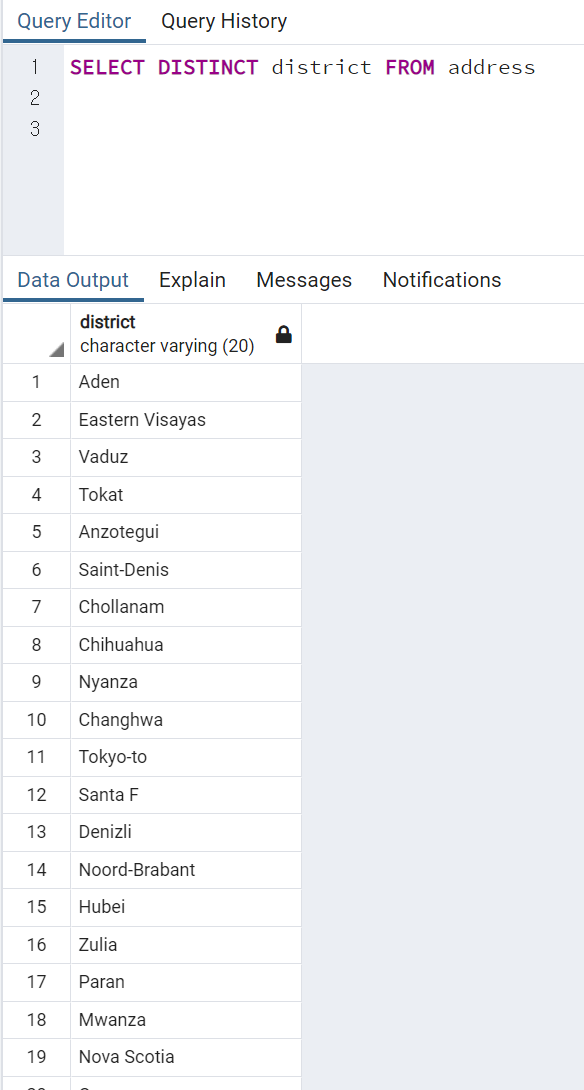 Query Editor Query History
1 SELECT DISTINCT district FROM address
2
3
Data Output Explain Messages Notifications
district
character varying (20)
1 Aden
2 Eastern Visayas
3 Vaduz
4 Tokat
5 Anzotegui
6 Saint-Denis
7 Chollanam
8 Chihuahua
9 Nyanza
10 Changhwa
11 Tokyo-to
12 Santa F
13 Denizli
14 Noord-Brabant
15 Hubei
16 Zulia
17 Paran
18 Mwanza
19 Nova Scotia